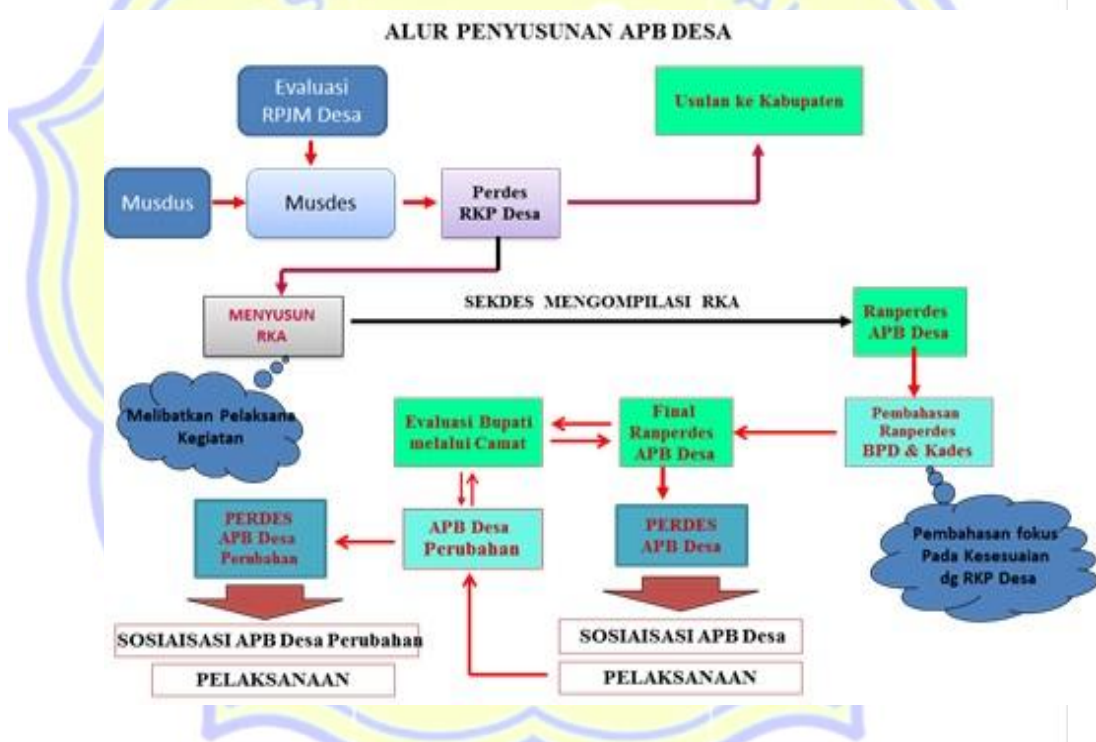 ALUR PENYUSUNAN APB DESA
Evaluasi
RPJM Desa
Usulan ke Kabupaten
Musdus
Musdes
Perdes
RKP Desa
MENYUSUN
RKA
SEKDES MENGOMPILASI RKA
Ranperdes
APB Desa
Melibatkan Pelaksana
Kegiatan
Evaluasi Bupati
melalui Camat
Final
Ranperdes
APB Desa
Pembahasan
Ranperdes
BPD & Kades
PERDES
APB Desa
Perubahan
APB Desa
Perubahan
PERDES
APB Desa
Pembahasan fokus
Pada Kesesuaian
dg RKP Desa
SOSIAISASI APB Desa Perubahan
SOSIAISASI APB Desa
PELAKSANAAN
PELAKSANAAN